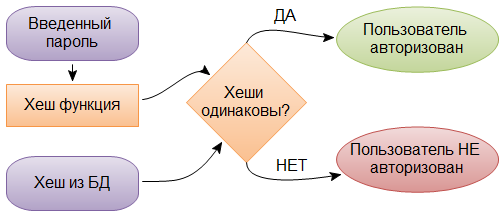 Введенный
пароль
Хеш функция
Хеш из БД
Хеши
одинаковы?
ДА
Пользователь
авторизован
НЕТ
Пользователь НЕ
авторизован